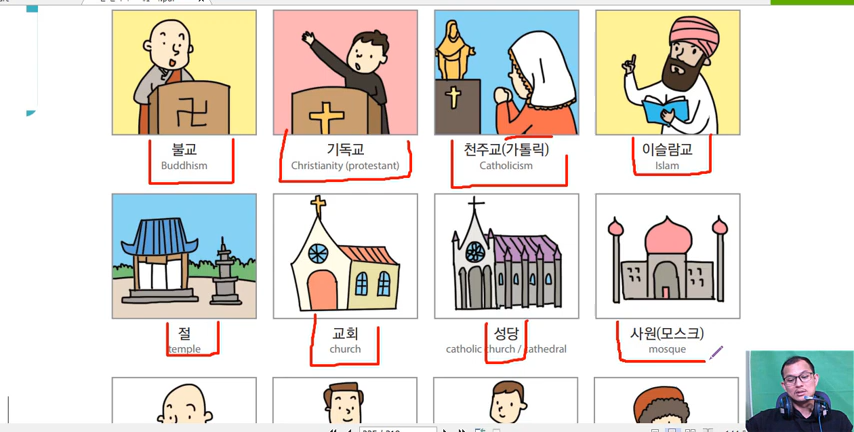 불교
Buddhism
기독교
Christianity (protestant)
천주교(가톨릭)
Catholicism
이슬람교
Islam
절
temple
교회
church
성당
catholic church / cathedral
사원(모스크)
mosque